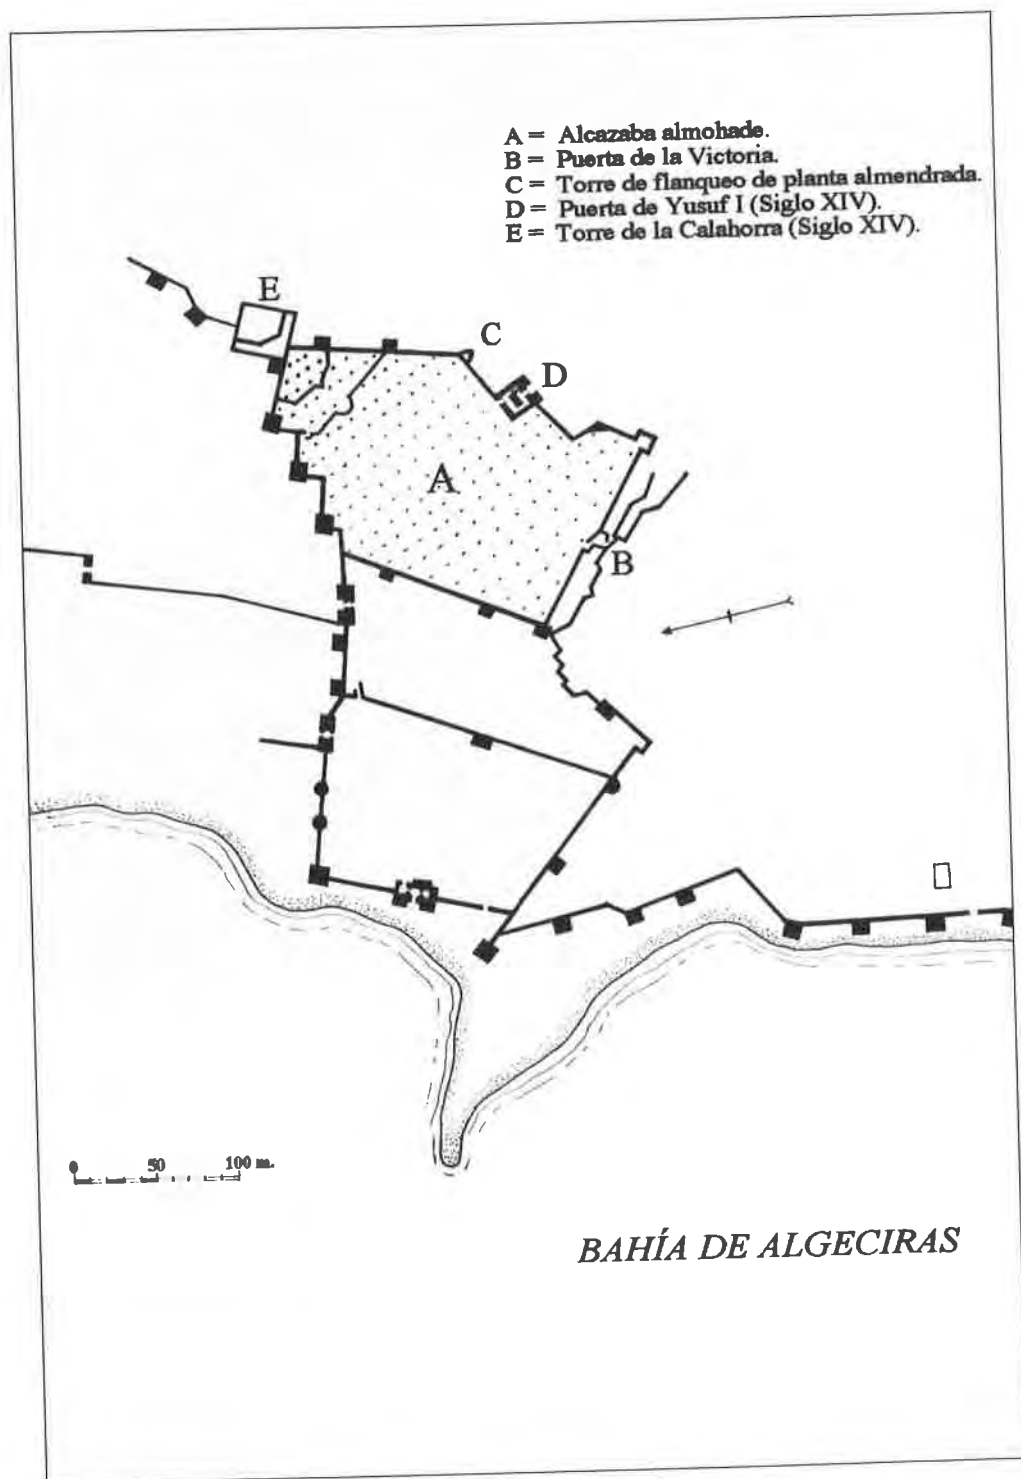 A = Alcazaba almohade.
B = Puerta de la Victoria.
C = Torre de flanqueo de planta almendrada.
D = Puerta de Yusuf I (Siglo XIV).
E = Torre de la Calahorra (Siglo XIV).
E
C
D
A
B
0 50 100 m.
BAHÍA DE ALGECIRAS